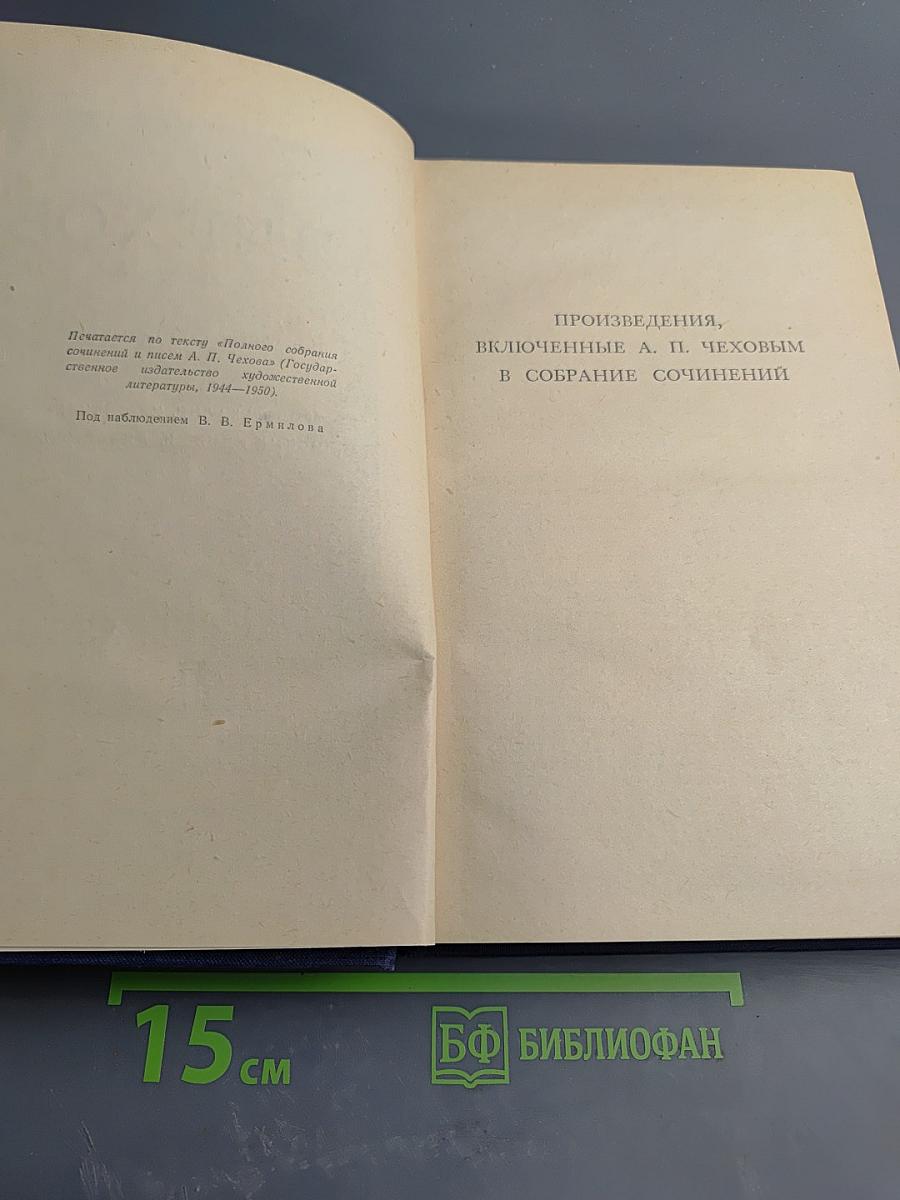 Печатается по тексту «Полного собрания
сочинений и писем А. П. Чехова» (Государ-
ственное издательство художественной
литературы, 1944—1950).
Под наблюдением В. В. Ермилова
ПРОИЗВЕДЕНИЯ,
ВКЛЮЧЕННЫЕ А. П. ЧЕХОВЫМ
В СОБРАНИЕ СОЧИНЕНИЙ
15 см
БФ БИБЛИОФАН